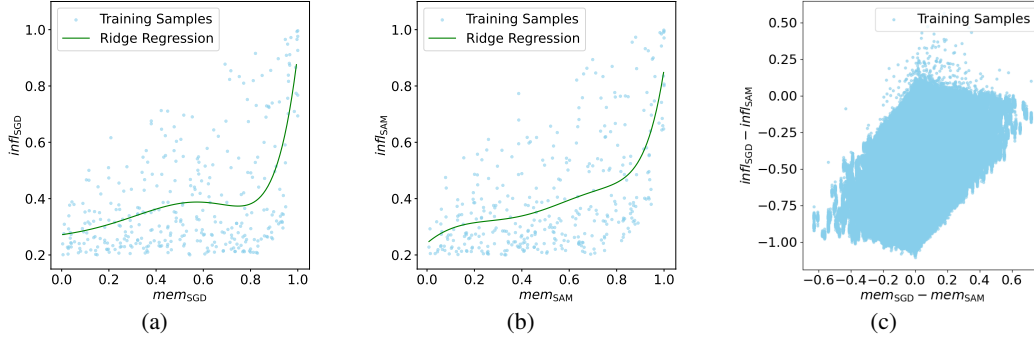 Training Samples
Ridge Regression
1.0
0.8
0.6
0.4
0.2
infl_SGD
0.0 0.2 0.4 0.6 0.8 1.0
mem_SGD
(a)
Training Samples
Ridge Regression
1.0
0.8
0.6
0.4
0.2
infl_SAM
0.0 0.2 0.4 0.6 0.8 1.0
mem_SAM
(b)
Training Samples
0.50
0.25
0.00
−0.25
−0.50
−0.75
−1.00
infl_SGD − infl_SAM
−0.6 −0.4 −0.2 0.0 0.2 0.4 0.6
mem_SGD − mem_SAM
(c)